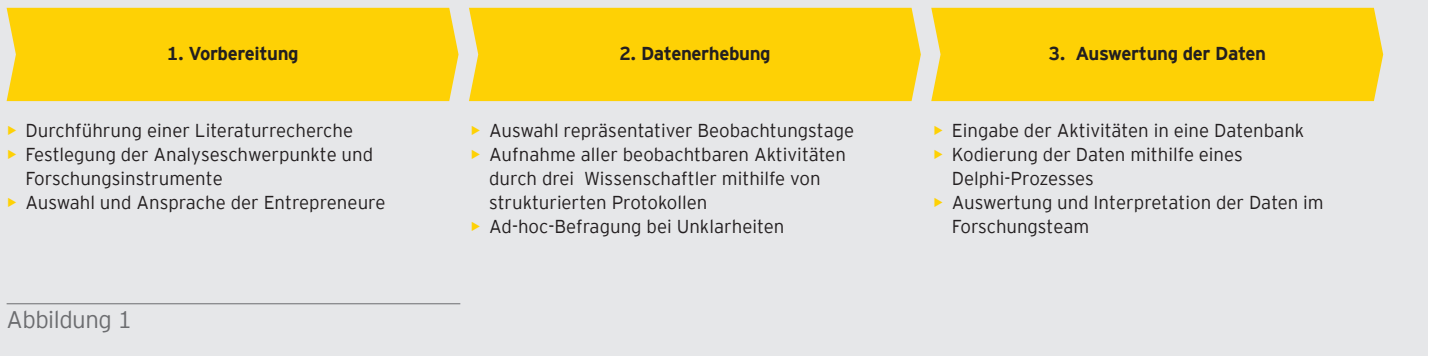 1. Vorbereitung
▸ Durchführung einer Literaturrecherche
▸ Festlegung der Analyseschwerpunkte und
Forschungsinstrumente
▸ Auswahl und Ansprache der Entrepreneure
2. Datenerhebung
▸ Auswahl repräsentativer Beobachtungstage
▸ Aufnahme aller beobachtbaren Aktivitäten
durch drei Wissenschaftler mithilfe von
strukturierten Protokollen
▸ Ad-hoc-Befragung bei Unklarheiten
3. Auswertung der Daten
▸ Eingabe der Aktivitäten in eine Datenbank
▸ Kodierung der Daten mithilfe eines
Delphi-Prozesses
▸ Auswertung und Interpretation der Daten im
Forschungsteam
Abbildung 1